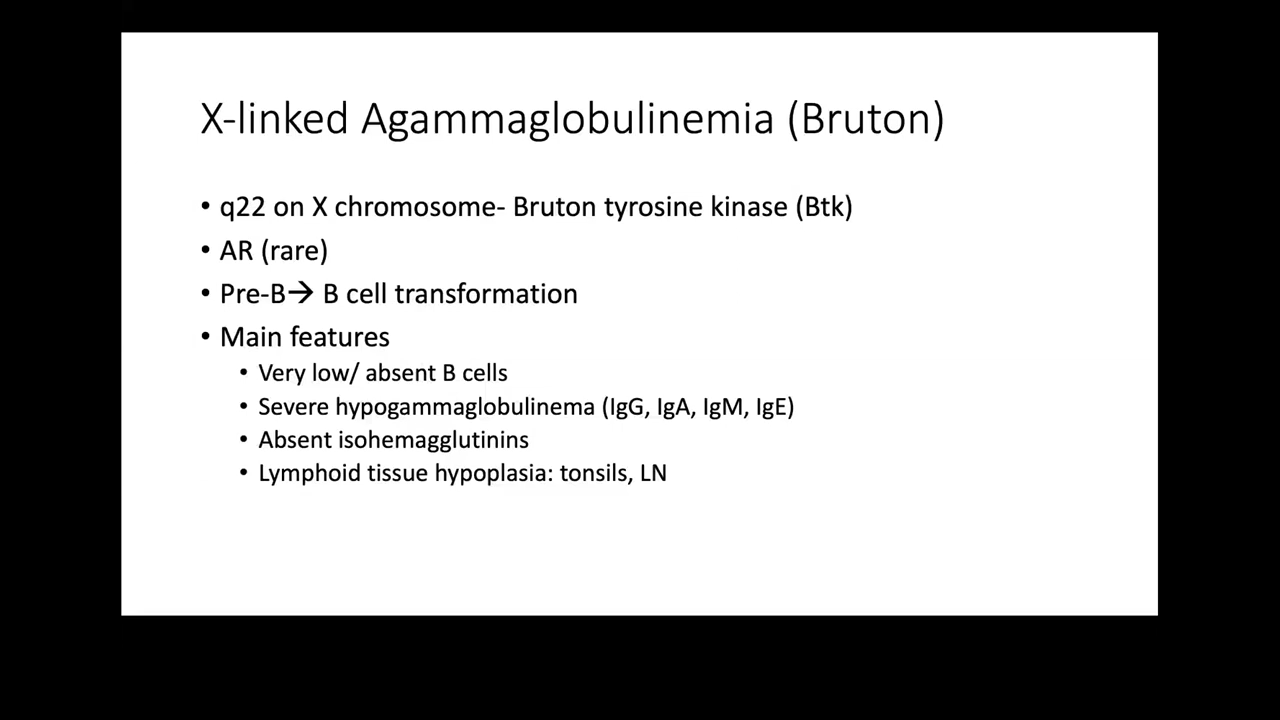 X-linked Agammaglobulinemia (Bruton)
• q22 on X chromosome- Bruton tyrosine kinase (Btk)
• AR (rare)
• Pre-B→ B cell transformation
• Main features
• Very low/ absent B cells
• Severe hypogammaglobulinema (IgG, IgA, IgM, IgE)
• Absent isohemagglutinins
• Lymphoid tissue hypoplasia: tonsils, LN